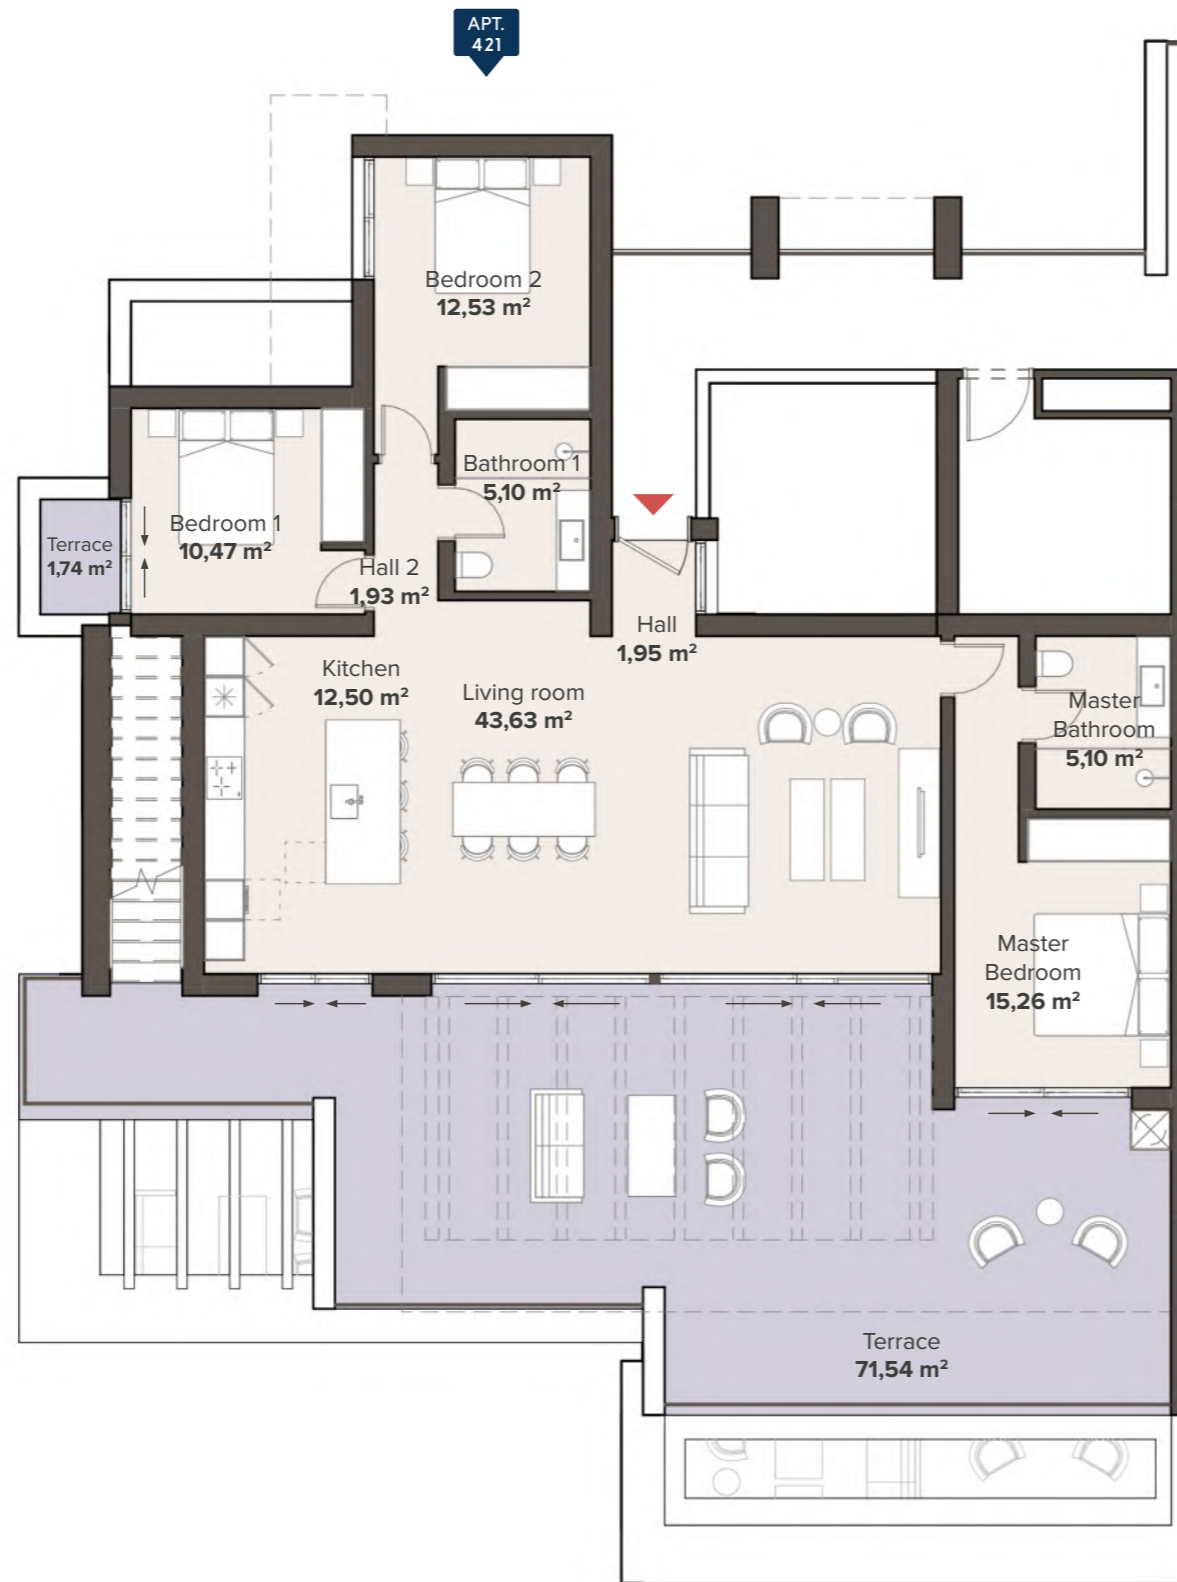 APT.
421
Bedroom 2
12,53 m²
Bathroom 1
5,10 m²
Bedroom 1
10,47 m²
Terrace
1,74 m²
Hall 2
1,93 m²
Hall
1,95 m²
Kitchen
12,50 m²
Living room
43,63 m²
Master
Bathroom
5,10 m²
Master
Bedroom
15,26 m²
Terrace
71,54 m²